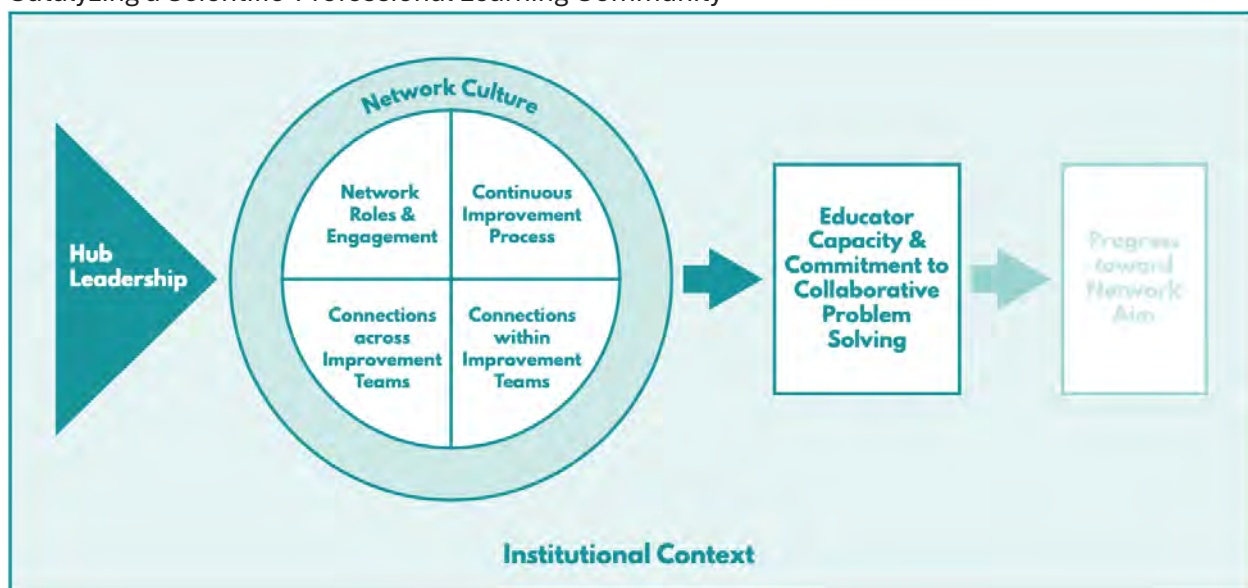 Catalyzing a Scientific-Professional Learning Community
Network Culture
Hub
Leadership
Network
Roles &
Engagement
Continuous
Improvement
Process
Connections
across
Improvement
Teams
Connections
within
Improvement
Teams
Educator
Capacity &
Commitment to
Collaborative
Problem
Solving
Progress
toward
Network
Aim
Institutional Context